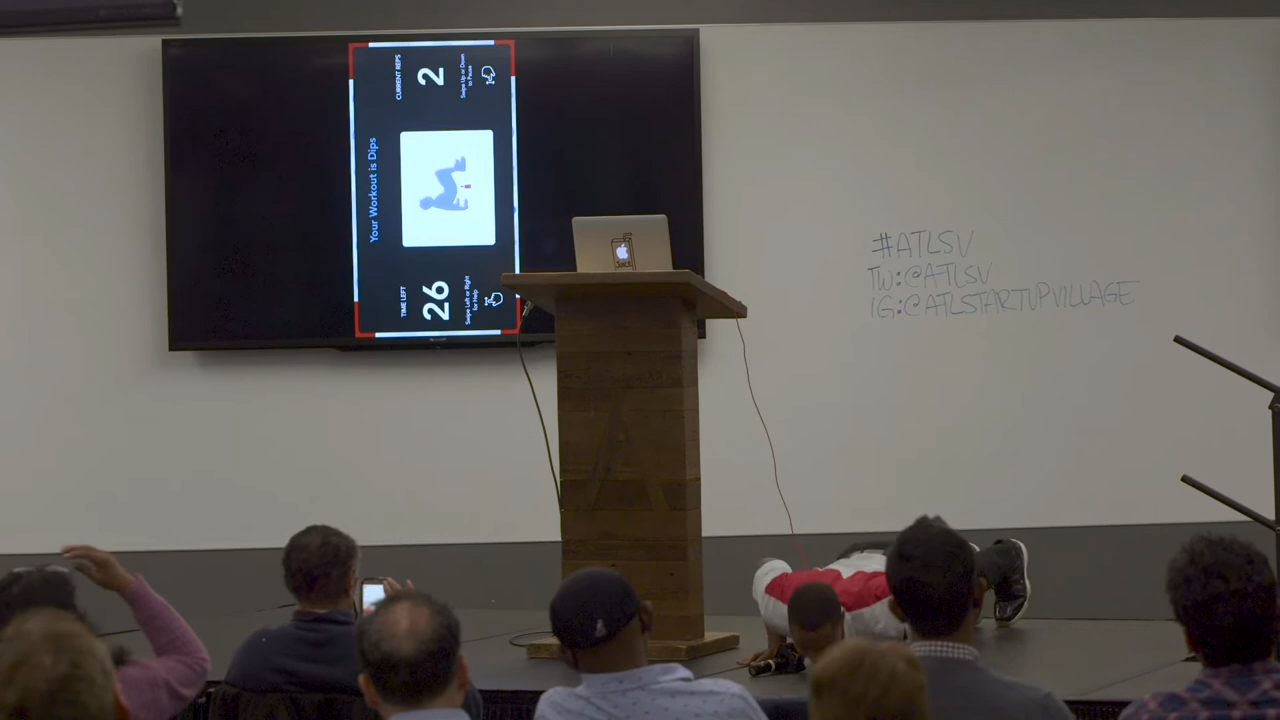 CURRENT REPS
2
Swipe Up or Down
to Pause
Your Workout is Dips
TIME LEFT
26
Swipe Left or Right
for Help
#ATLSV
TW:@ATLSV
IG:@ATLSTARTUPVILLAGE